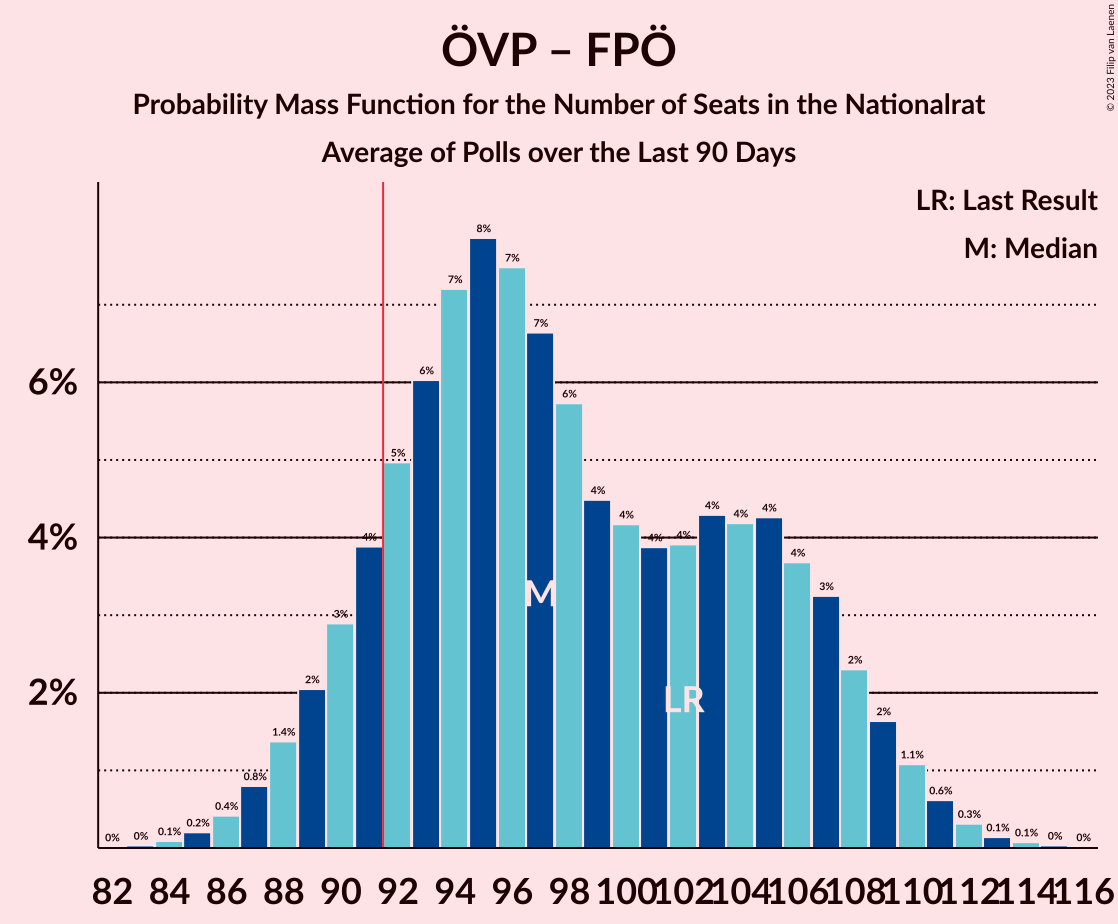 ÖVP – FPÖ
Probability Mass Function for the Number of Seats in the Nationalrat
Average of Polls over the Last 90 Days
© 2023 Filip van Laenen
LR: Last Result
M: Median
6%
4%
2%
0% 0% 0.1% 0.2% 0.4% 0.8% 1.4% 2% 3% 4% 5% 6% 7% 8% 7% 7% 6% 4% 4% 4% 4% 4% 4% 4% 4% 3% 2% 2% 1.1% 0.6% 0.3% 0.1% 0.1% 0% 0%
M
LR
82 84 86 88 90 92 94 96 98 100 102 104 106 108 110 112 114 116